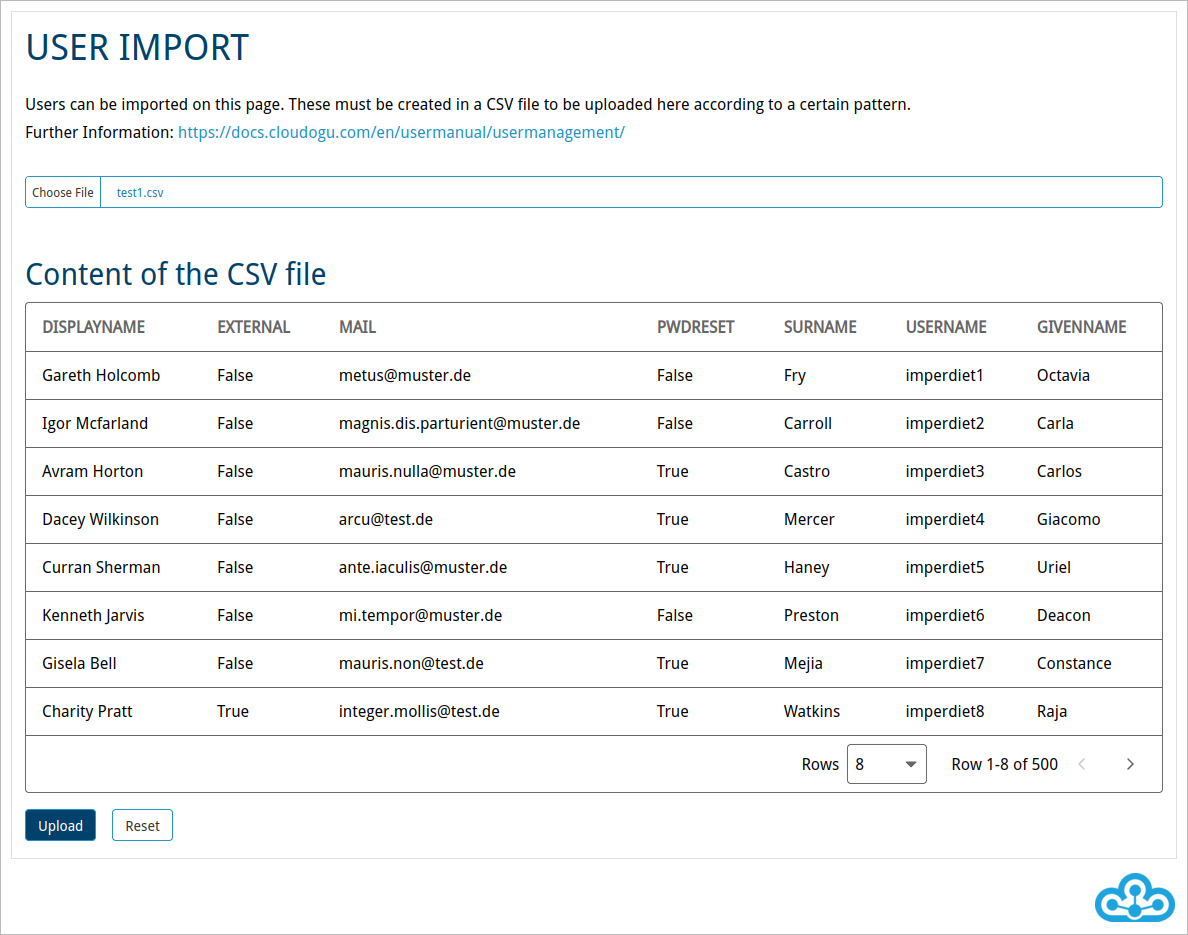 USER IMPORT
Users can be imported on this page. These must be created in a CSV file to be uploaded here according to a certain pattern.
Further Information: https://docs.cloudogu.com/en/usermanual/usermanagement/
Choose File test1.csv
Content of the CSV file
DISPLAYNAME EXTERNAL MAIL PWDRESET SURNAME USERNAME GIVENNAME
Gareth Holcomb False metus@muster.de False Fry imperdiet1 Octavia
Igor Mcfarland False magnis.dis.parturient@muster.de False Carroll imperdiet2 Carla
Avram Horton False mauris.nulla@muster.de True Castro imperdiet3 Carlos
Dacey Wilkinson False arcu@test.de True Mercer imperdiet4 Giacomo
Curran Sherman False ante.iaculis@muster.de True Haney imperdiet5 Uriel
Kenneth Jarvis False mi.tempor@muster.de False Preston imperdiet6 Deacon
Gisela Bell False mauris.non@test.de True Mejia imperdiet7 Constance
Charity Pratt True integer.mollis@test.de True Watkins imperdiet8 Raja
Rows 8 Row 1-8 of 500
Upload Reset